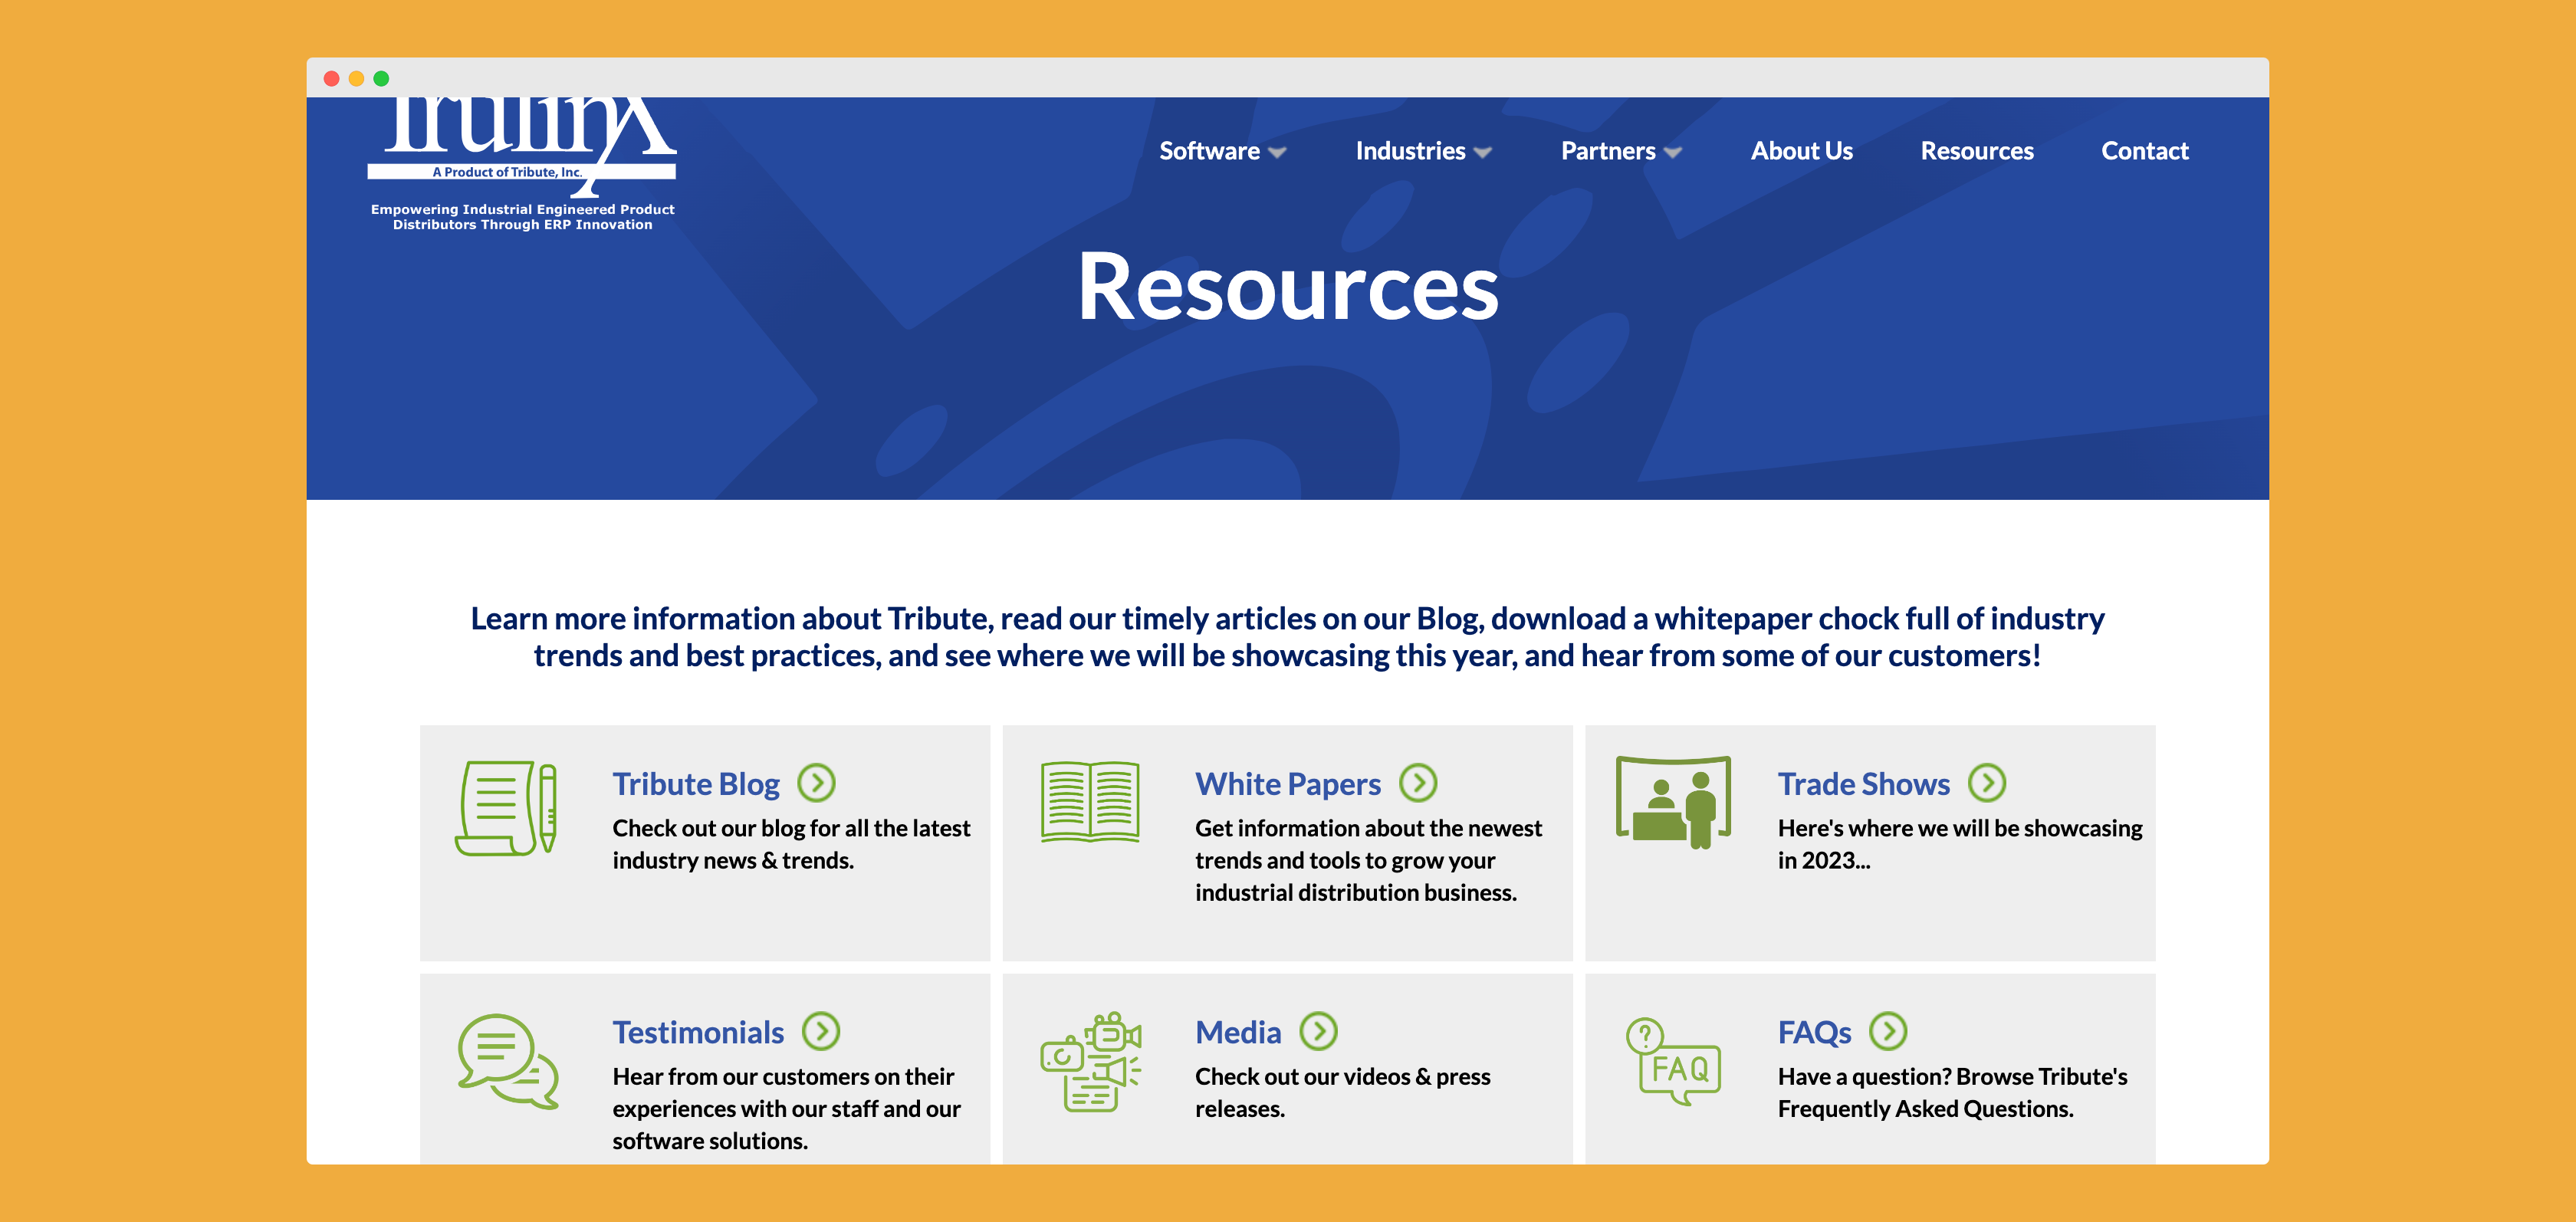 TrulinX
A Product of Tribute, Inc.
Empowering Industrial Engineered Product
Distributors Through ERP Innovation
Software Industries Partners About Us Resources Contact
Resources
Learn more information about Tribute, read our timely articles on our Blog, download a whitepaper chock full of industry
trends and best practices, and see where we will be showcasing this year, and hear from some of our customers!
Tribute Blog
Check out our blog for all the latest
industry news & trends.
White Papers
Get information about the newest
trends and tools to grow your
industrial distribution business.
Trade Shows
Here's where we will be showcasing
in 2023...
Testimonials
Hear from our customers on their
experiences with our staff and our
software solutions.
Media
Check out our videos & press
releases.
?
FAQ
FAQs
Have a question? Browse Tribute's
Frequently Asked Questions.